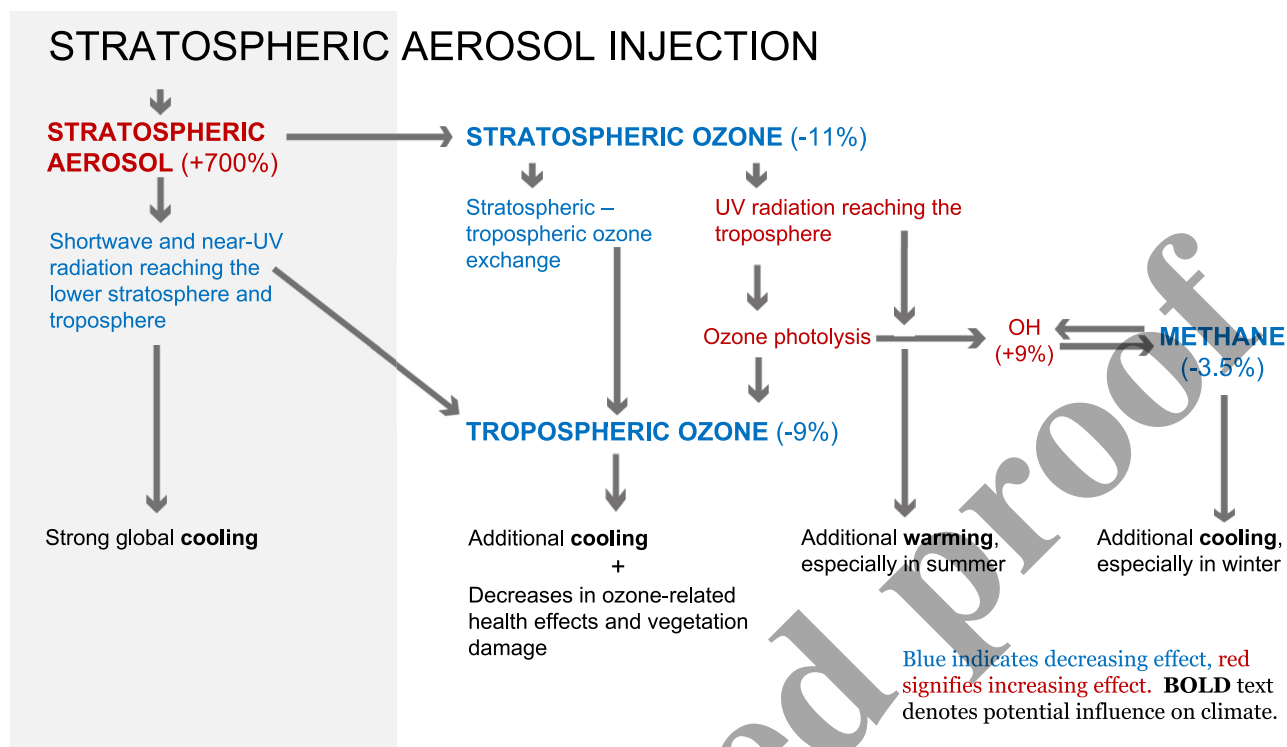 STRATOSPHERIC AEROSOL INJECTION
STRATOSPHERIC
AEROSOL (+700%)
STRATOSPHERIC OZONE (-11%)
Shortwave and near-UV
radiation reaching the
lower stratosphere and
troposphere
Stratospheric –
tropospheric ozone
exchange
UV radiation reaching the
troposphere
Ozone photolysis
OH
(+9%)
METHANE
(-3.5%)
TROPOSPHERIC OZONE (-9%)
Strong global cooling
Additional cooling
+
Decreases in ozone-related
health effects and vegetation
damage
Additional warming,
especially in summer
Additional cooling,
especially in winter
Blue indicates decreasing effect, red
signifies increasing effect. BOLD text
denotes potential influence on climate.
ed proof